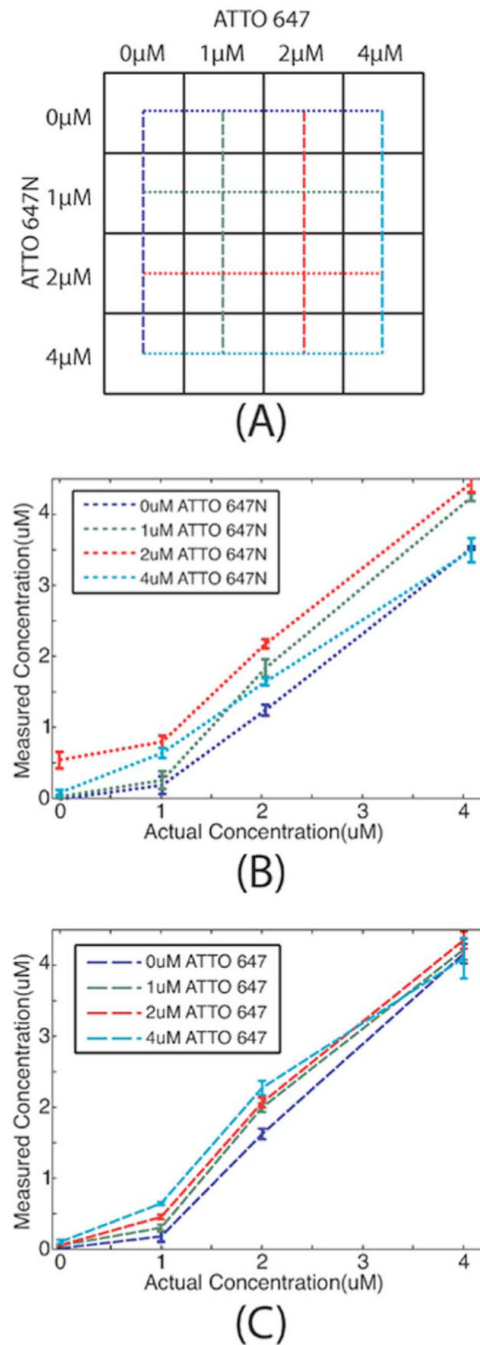 ATTO 647
0μM 1μM 2μM 4μM
ATTO 647N
0μM
1μM
2μM
4μM
(A)
Measured Concentration(uM)
4
3
2
1
0
0uM ATTO 647N
1uM ATTO 647N
2uM ATTO 647N
4uM ATTO 647N
0 1 2 3 4
Actual Concentration(uM)
(B)
Measured Concentration(uM)
4
3
2
1
0
0uM ATTO 647
1uM ATTO 647
2uM ATTO 647
4uM ATTO 647
0 1 2 3 4
Actual Concentration(uM)
(C)